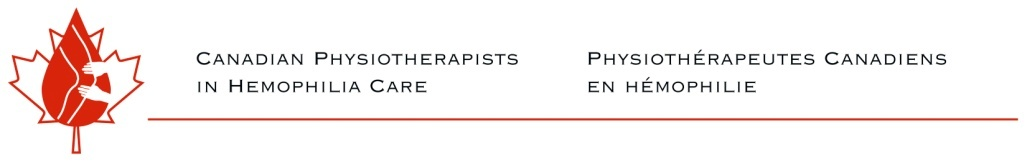 Canadian Physiotherapists
in Hemophilia Care
Physiothérapeutes Canadiens
en hémophilie